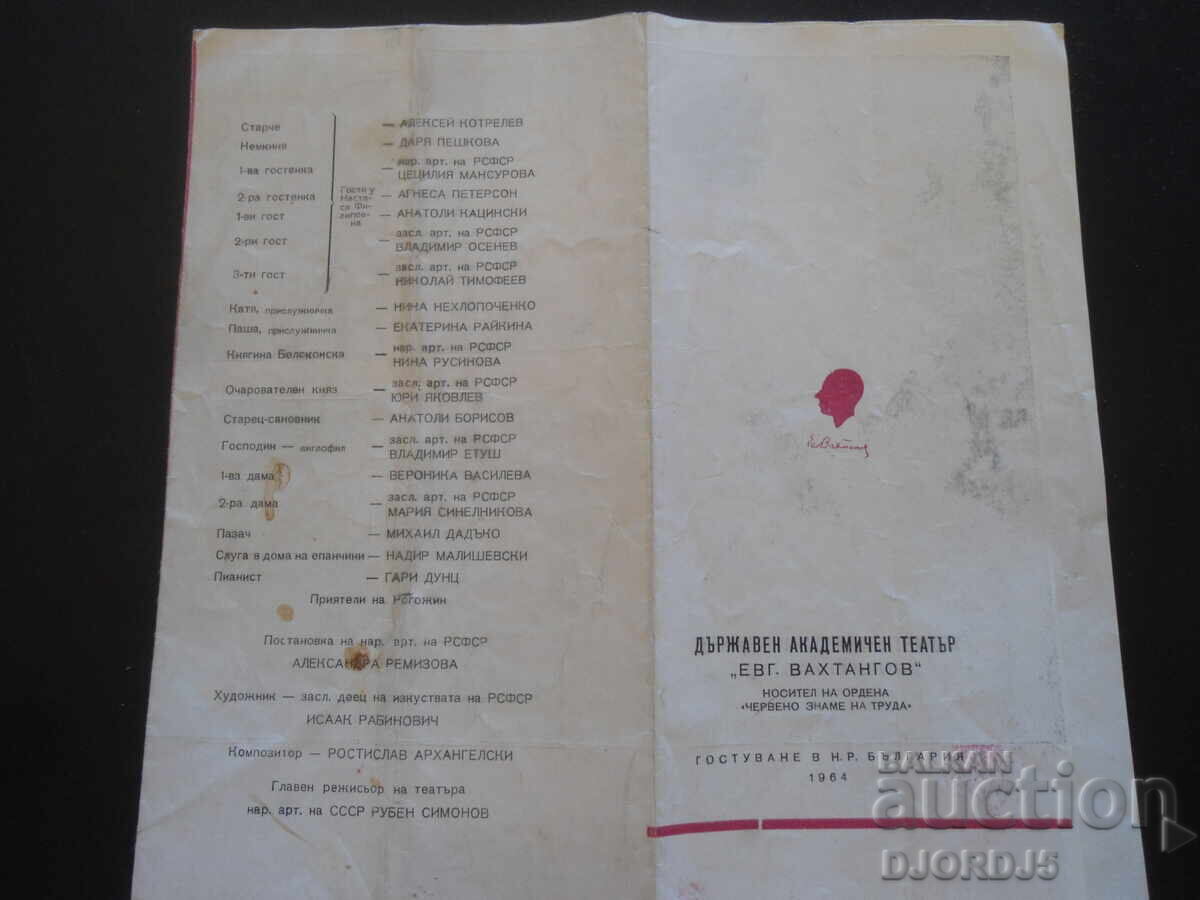 Старче — АЛЕКСЕЙ КОТРЕЛЕВ
Немкиня — ДАРЯ ПЕШКОВА
1-ва гостенка — нар. арт. на РСФСР
ЦЕЦИЛИЯ МАНСУРОВА
2-ра гостенка — АГНЕСА ПЕТЕРСОН
Гости у
Наста-
ся Фи-
липов-
на
1-ви гост — АНАТОЛИ КАЦИНСКИ
2-ри гост — засл. арт. на РСФСР
ВЛАДИМИР ОСЕНЕВ
3-ти гост — засл. арт. на РСФСР
НИКОЛАЙ ТИМОФЕЕВ
Катя, прислужничка — НИНА НЕХЛОПОЧЕНКО
Паша, прислужничка — ЕКАТЕРИНА РАЙКИНА
Княгиня Белоконска — нар. арт. на РСФСР
НИНА РУСИНОВА
Очарователен княз — засл. арт. на РСФСР
ЮРИ ЯКОВЛЕВ
Старец-сановник — АНАТОЛИ БОРИСОВ
Господин — англофил — засл. арт. на РСФСР
ВЛАДИМИР ЕТУШ
1-ва дама — ВЕРОНИКА ВАСИЛЕВА
2-ра дама — засл. арт. на РСФСР
МАРИЯ СИНЕЛНИКОВА
Пазач — МИХАИЛ ДАДЪКО
Слуга в дома на епанчини — НАДИР МАЛИШЕВСКИ
Пианист — ГАРИ ДУНЦ
Приятели на Рогожин
Постановка на нар. арт. на РСФСР
АЛЕКСАНДРА РЕМИЗОВА
Художник — засл. деец на изкуствата на РСФСР
ИСААК РАБИНОВИЧ
Композитор — РОСТИСЛАВ АРХАНГЕЛСКИ
Главен режисьор на театъра
нар. арт. на СССР РУБЕН СИМОНОВ
ДЪРЖАВЕН АКАДЕМИЧЕН ТЕАТЪР
„ЕВГ. ВАХТАНГОВ"
НОСИТЕЛ НА ОРДЕНА
«ЧЕРВЕНО ЗНАМЕ НА ТРУДА»
ГОСТУВАНЕ В Н.Р. БЪЛГАРИЯ
1964
BALKAN
auction
DJORDJ5